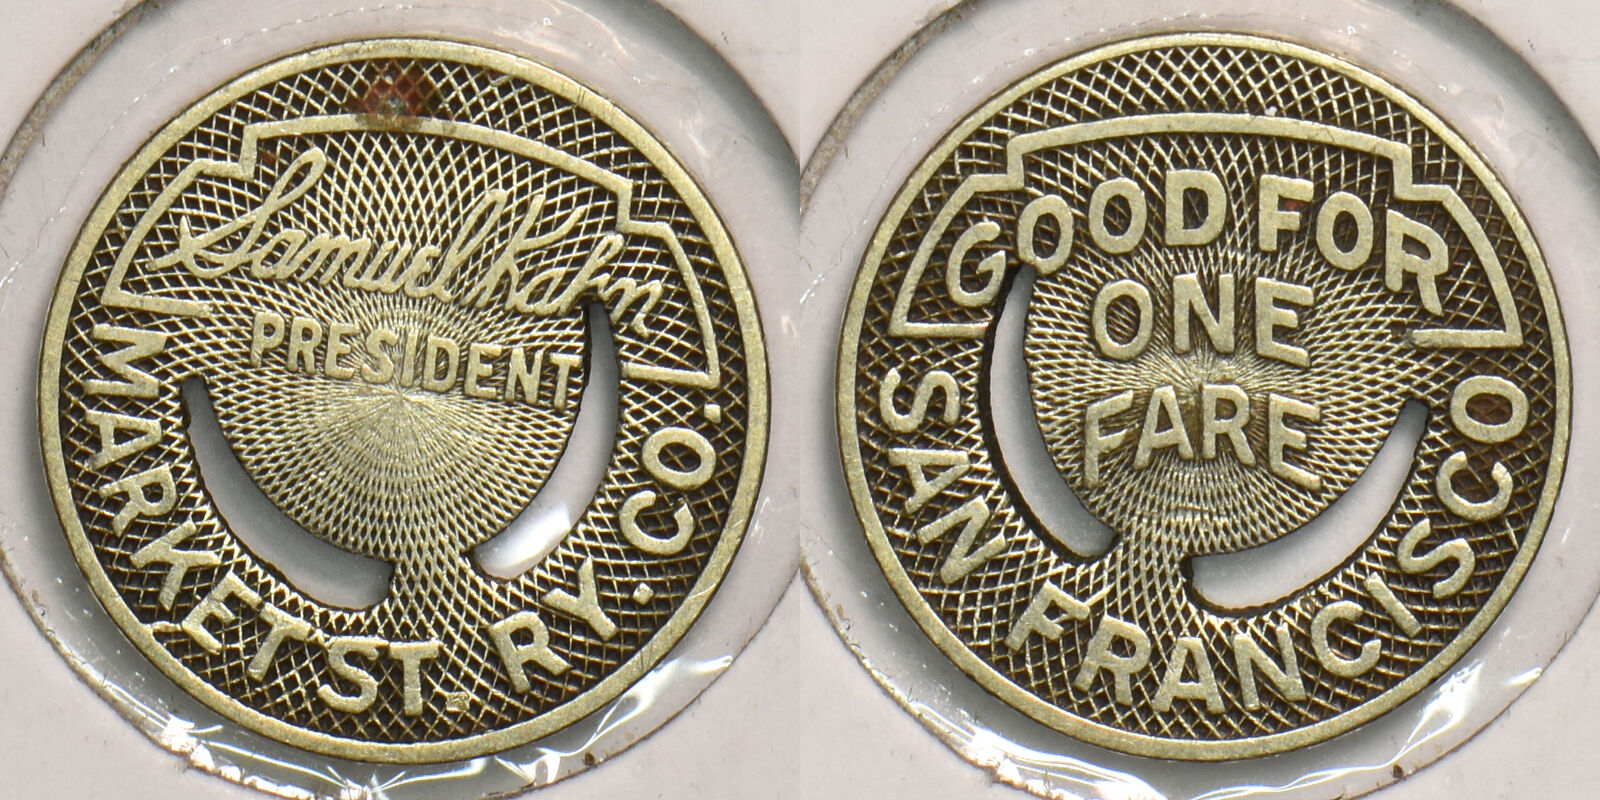 Samuel Kahn
PRESIDENT
MARKET ST. RY. CO.
GOOD FOR
ONE
FARE
SAN FRANCISCO